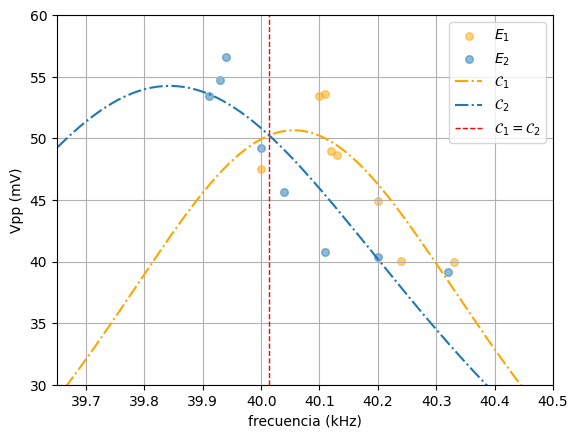 60
55
50
45
40
35
30
Vpp (mV)
E₁
E₂
𝒞₁
𝒞₂
𝒞₁ = 𝒞₂
39.7 39.8 39.9 40.0 40.1 40.2 40.3 40.4 40.5
frecuencia (kHz)